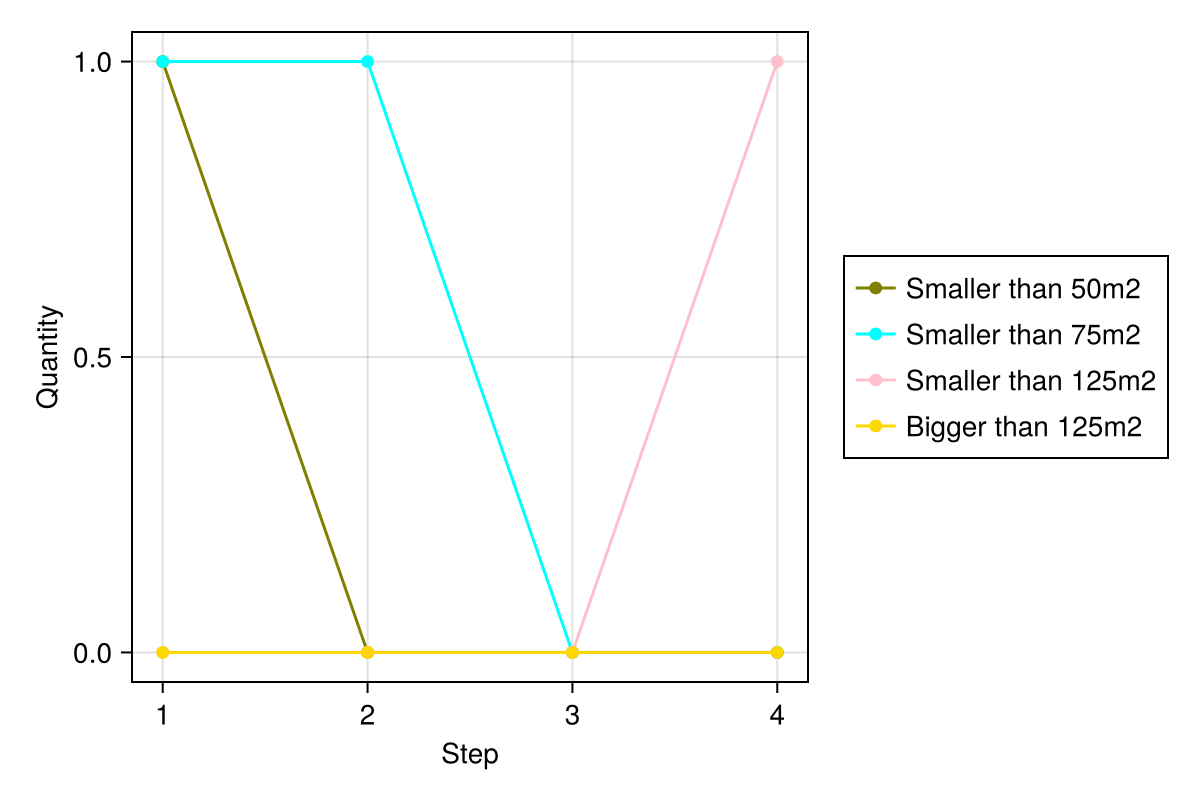 1.0
0.5
0.0
Quantity
1
2
3
4
Step
Smaller than 50m2
Smaller than 75m2
Smaller than 125m2
Bigger than 125m2